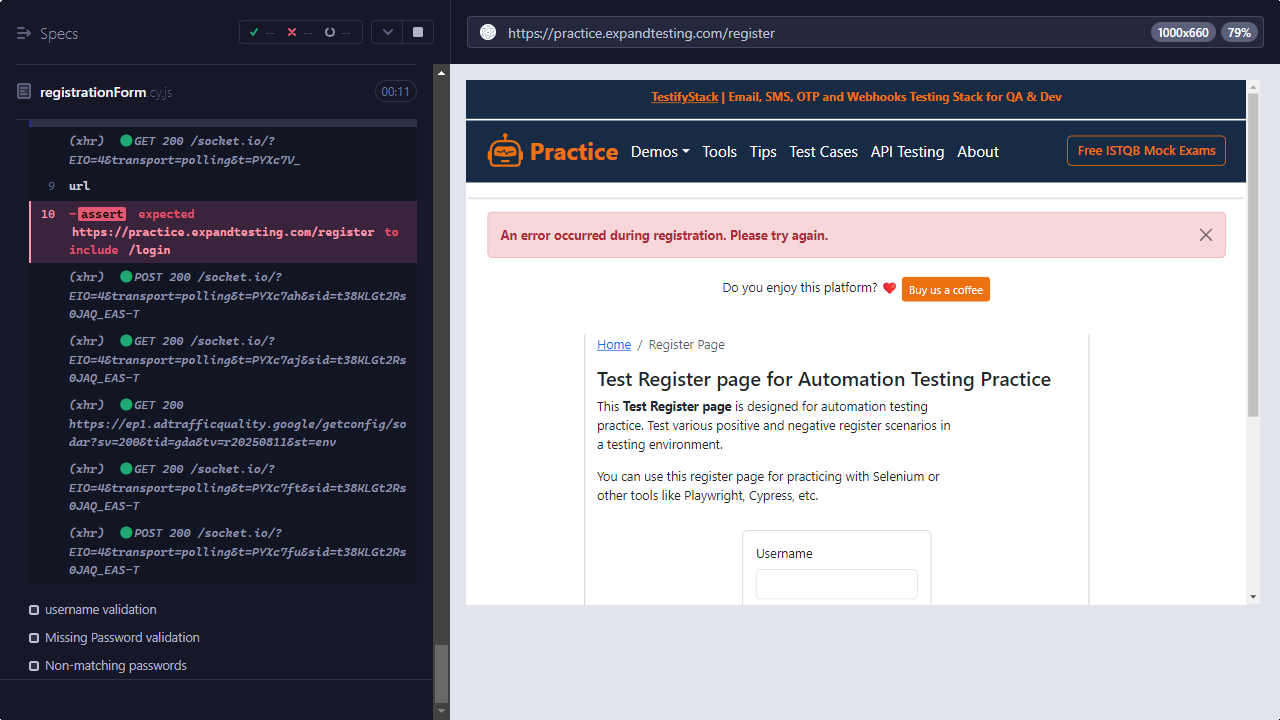 Specs
-- -- --
registrationForm.cy.js
00:11
(xhr) GET 200 /socket.io/?
EIO=4&transport=polling&t=PYXc7V_
9 url
10 -assert expected
https://practice.expandtesting.com/register to
include /login
(xhr) POST 200 /socket.io/?
EIO=4&transport=polling&t=PYXc7ah&sid=t38KLGt2Rs
0JAQ_EAS-T
(xhr) GET 200 /socket.io/?
EIO=4&transport=polling&t=PYXc7aj&sid=t38KLGt2Rs
0JAQ_EAS-T
(xhr) GET 200
https://ep1.adtrafficquality.google/getconfig/so
dar?sv=200&tid=gda&tv=r20250811&st=env
(xhr) GET 200 /socket.io/?
EIO=4&transport=polling&t=PYXc7ft&sid=t38KLGt2Rs
0JAQ_EAS-T
(xhr) POST 200 /socket.io/?
EIO=4&transport=polling&t=PYXc7fu&sid=t38KLGt2Rs
0JAQ_EAS-T
username validation
Missing Password validation
Non-matching passwords
https://practice.expandtesting.com/register
1000x660
79%
TestifyStack | Email, SMS, OTP and Webhooks Testing Stack for QA & Dev
Practice Demos Tools Tips Test Cases API Testing About Free ISTQB Mock Exams
An error occurred during registration. Please try again.
Do you enjoy this platform? Buy us a coffee
Home / Register Page
Test Register page for Automation Testing Practice
This Test Register page is designed for automation testing
practice. Test various positive and negative register scenarios in
a testing environment.
You can use this register page for practicing with Selenium or
other tools like Playwright, Cypress, etc.
Username